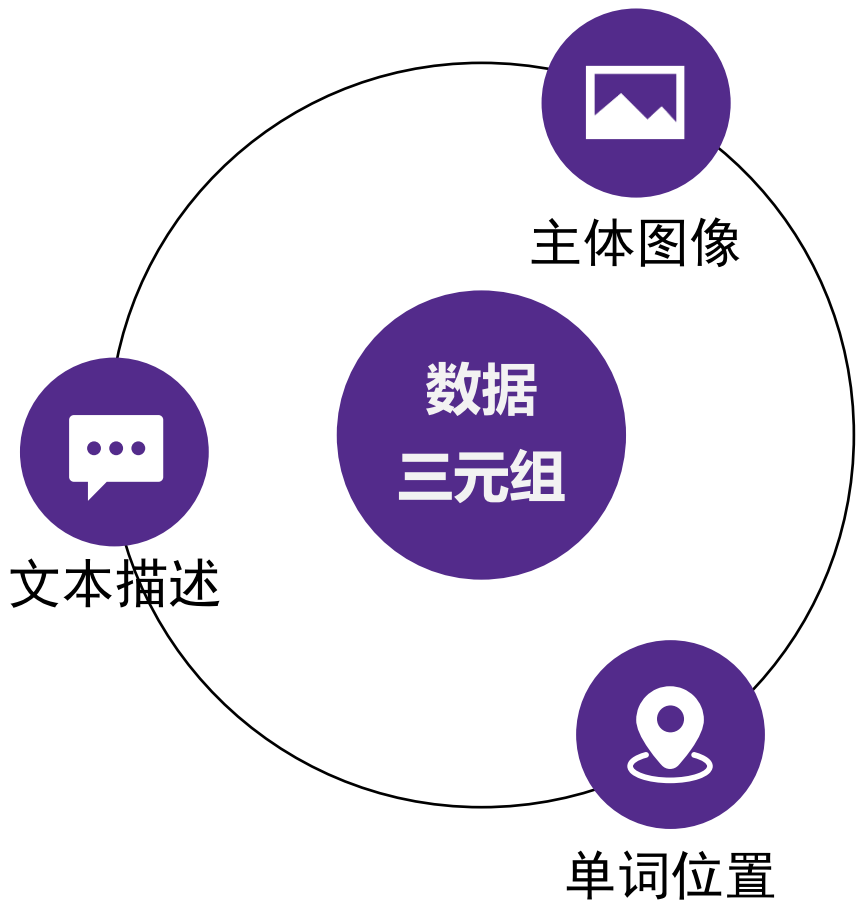 主体图像
数据
三元组
文本描述
单词位置